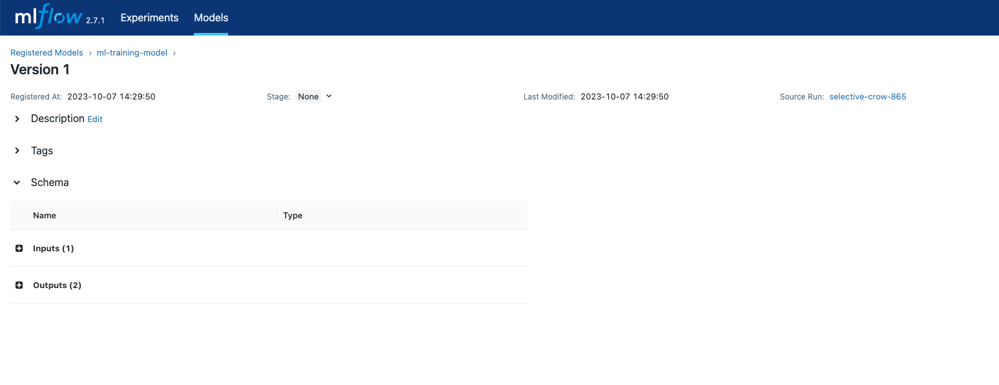 mlflow 2.7.1 Experiments Models
Registered Models › ml-training-model ›
Version 1
Registered At: 2023-10-07 14:29:50 Stage: None Last Modified: 2023-10-07 14:29:50 Source Run: selective-crow-865
Description Edit
Tags
Schema
Name Type
Inputs (1)
Outputs (2)